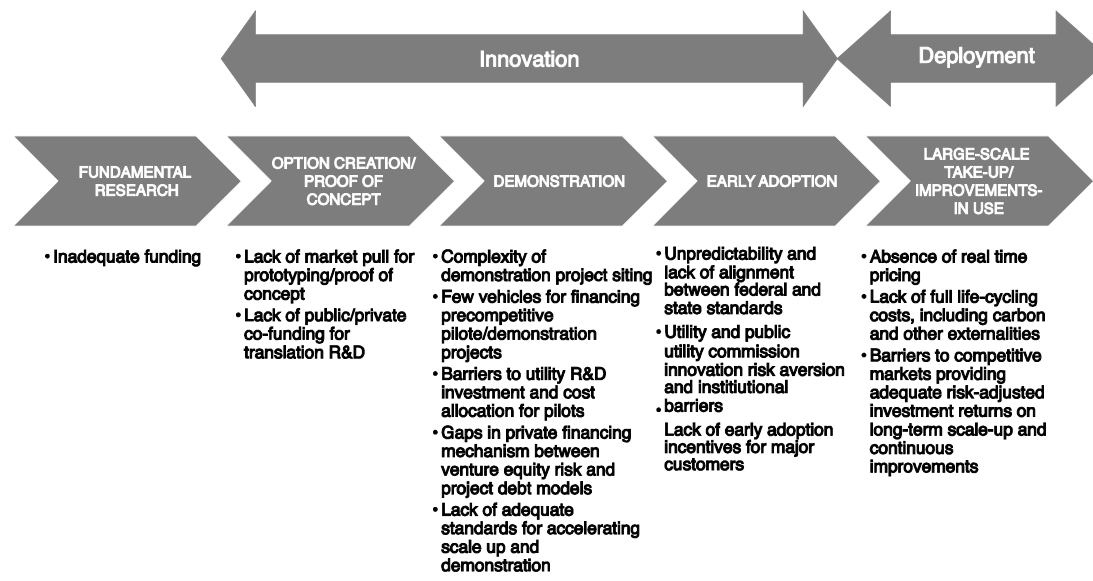 Innovation
Deployment
FUNDAMENTAL
RESEARCH
OPTION CREATION/
PROOF OF
CONCEPT
DEMONSTRATION
EARLY ADOPTION
LARGE-SCALE
TAKE-UP/
IMPROVEMENTS-
IN USE
• Inadequate funding
• Lack of market pull for
prototyping/proof of
concept
• Lack of public/private
co-funding for
translation R&D
• Complexity of
demonstration project siting
• Few vehicles for financing
precompetitive
pilote/demonstration
projects
• Barriers to utility R&D
investment and cost
allocation for pilots
• Gaps in private financing
mechanism between
venture equity risk and
project debt models
• Lack of adequate
standards for accelerating
scale up and
demonstration
• Unpredictability and
lack of alignment
between federal and
state standards
• Utility and public
utility commission
innovation risk aversion
and institutional
barriers
• Lack of early adoption
incentives for major
customers
• Absence of real time
pricing
• Lack of full life-cycling
costs, including carbon
and other externalities
• Barriers to competitive
markets providing
adequate risk-adjusted
investment returns on
long-term scale-up and
continuous
improvements